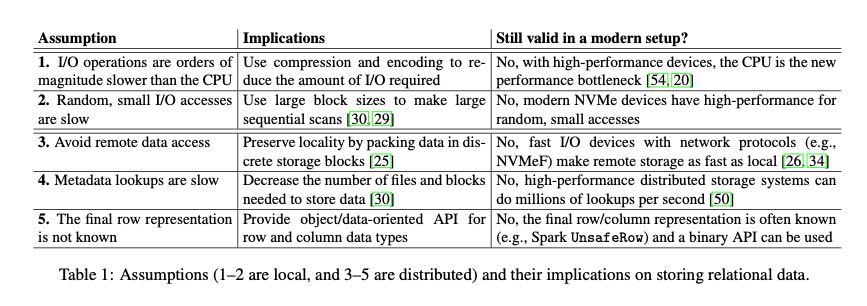 Assumption Implications Still valid in a modern setup?
1. I/O operations are orders of
magnitude slower than the CPU
Use compression and encoding to re-
duce the amount of I/O required
No, with high-performance devices, the CPU is the new
performance bottleneck [54, 20]
2. Random, small I/O accesses
are slow
Use large block sizes to make large
sequential scans [30, 29]
No, modern NVMe devices have high-performance for
random, small accesses
3. Avoid remote data access
Preserve locality by packing data in dis-
crete storage blocks [25]
No, fast I/O devices with network protocols (e.g.,
NVMeF) make remote storage as fast as local [26, 34]
4. Metadata lookups are slow
Decrease the number of files and blocks
needed to store data [30]
No, high-performance distributed storage systems can
do millions of lookups per second [50]
5. The final row representation
is not known
Provide object/data-oriented API for
row and column data types
No, the final row/column representation is often known
(e.g., Spark UnsafeRow) and a binary API can be used
Table 1: Assumptions (1–2 are local, and 3–5 are distributed) and their implications on storing relational data.